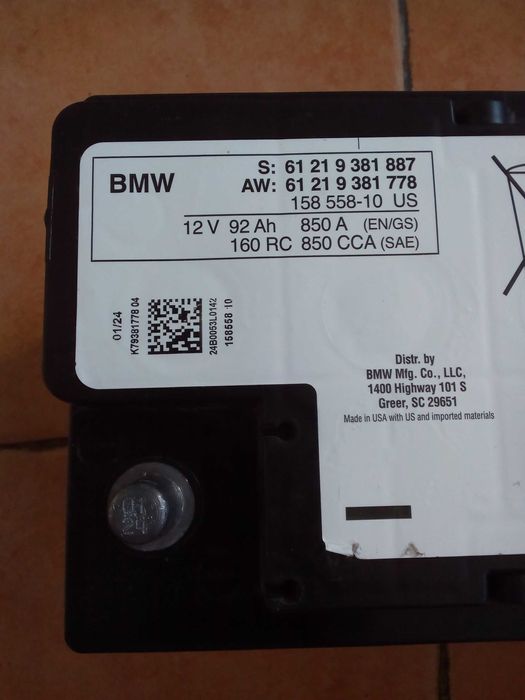 BMW
S: 61 21 9 381 887
AW: 61 21 9 381 778
158 558-10 US
12 V 92 Ah 850 A (EN/GS)
160 RC 850 CCA (SAE)
01/24
K79381778 04
24B0053L0142
158558 10
Distr. by
BMW Mfg. Co., LLC,
1400 Highway 101 S
Greer, SC 29651
Made in USA with US and imported materials